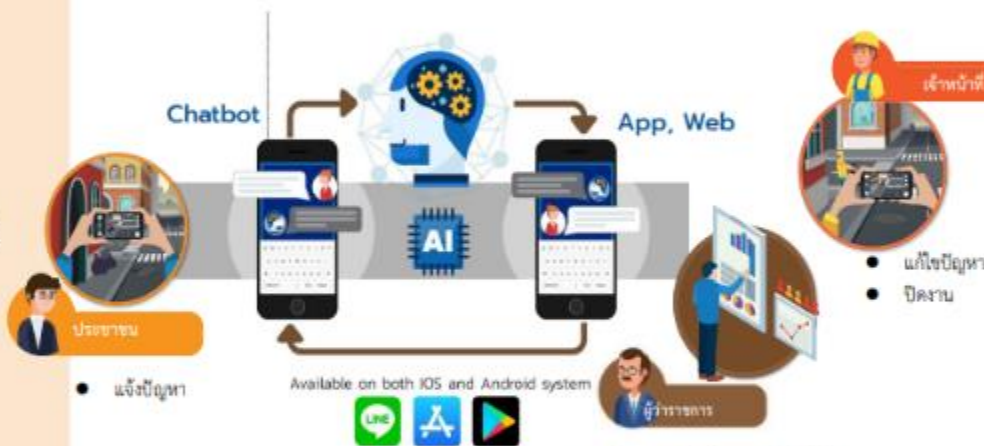 Chatbot
App, Web
เจ้าหน้าที่
AI
ประชาชน
แก้ไขปัญหา
ปิดงาน
แจ้งปัญหา
Available on both IOS and Android system
LINE
ผู้ว่าราชการ